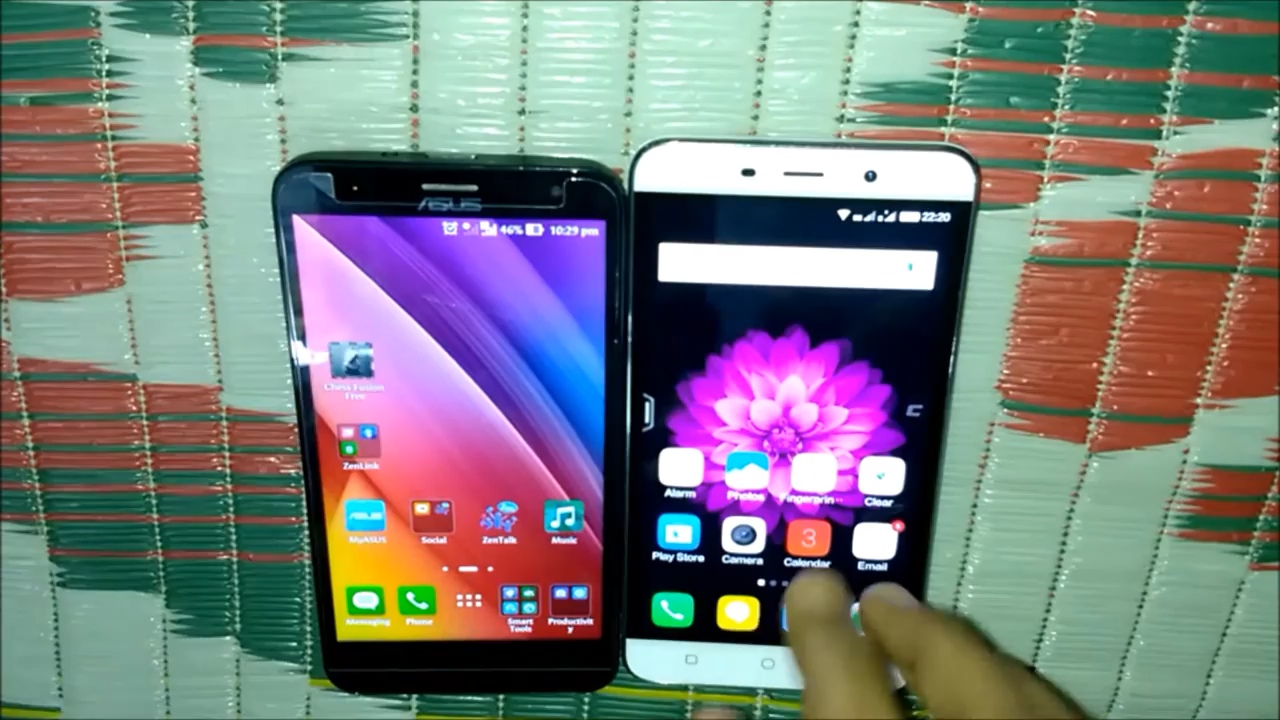 ASUS
46% 10:29 pm
Chess Fusion
Free
ZenLink
MyASUS Social ZenTalk Music
Messaging Phone Smart
Tools Productivit
y
22:20
Alarm Photos Fingerprin··
Clear
Play Store Camera 3
Calendar Email